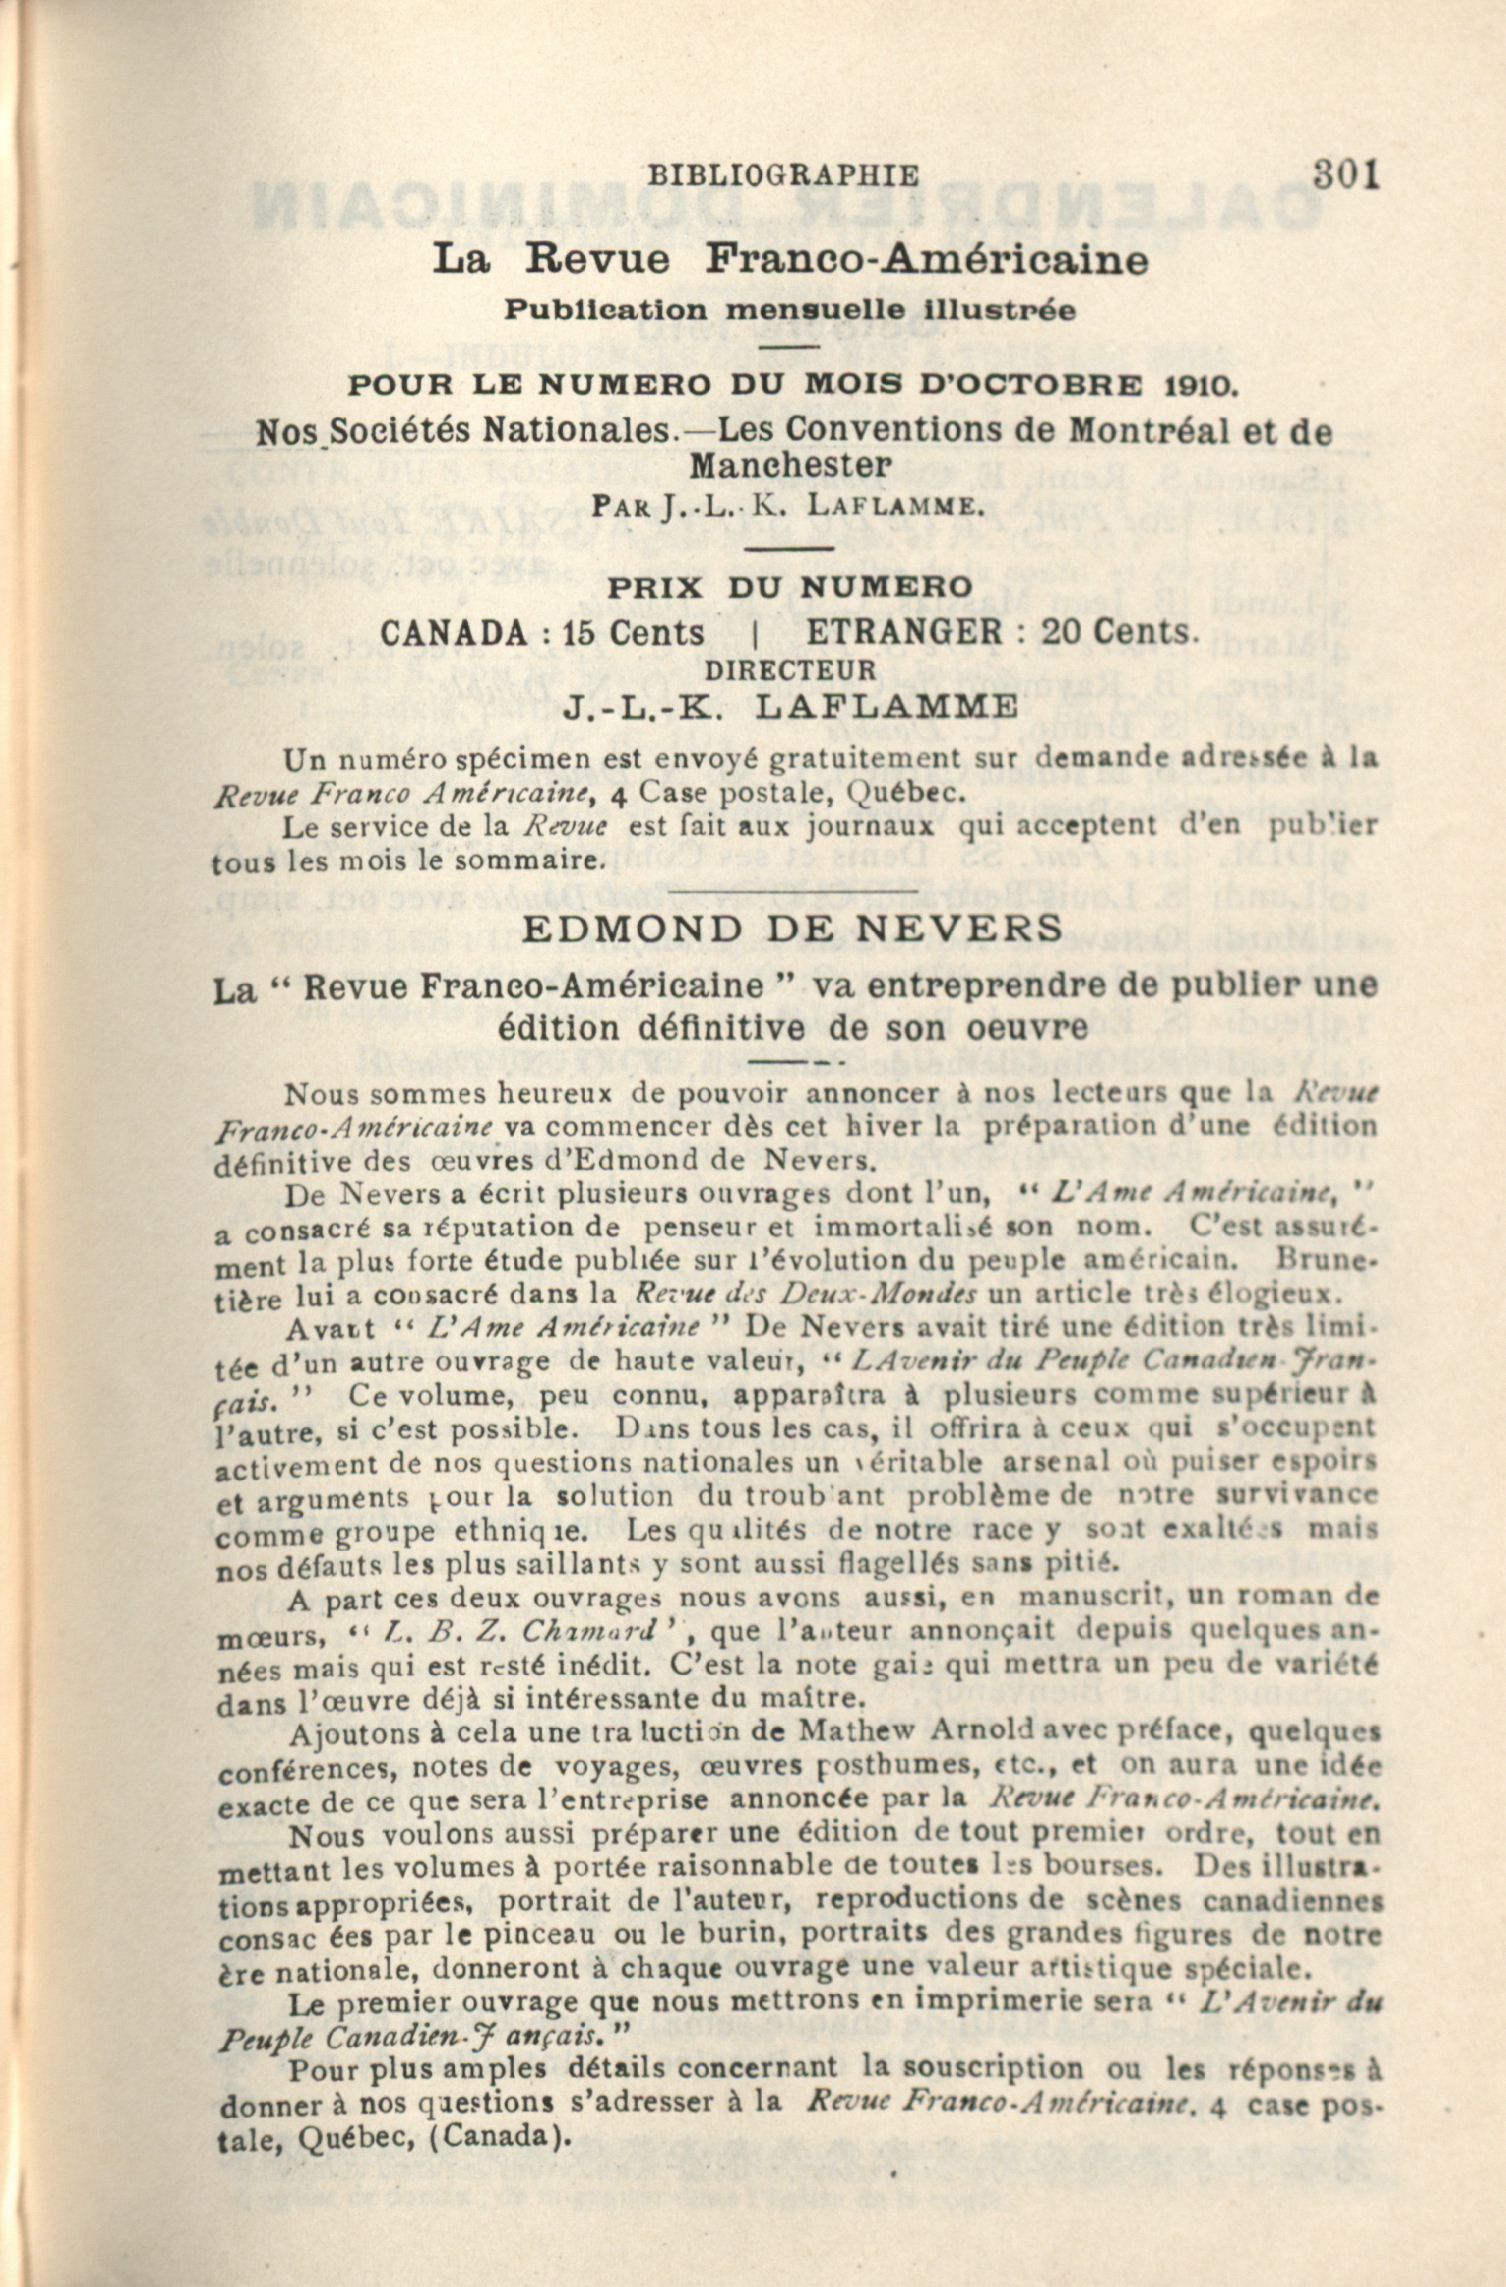 BIBLIOGRAPHIE 301
La Revue Franco-Américaine
Publication mensuelle illustrée
POUR LE NUMERO DU MOIS D'OCTOBRE 1910.
Nos Sociétés Nationales.—Les Conventions de Montréal et de
Manchester
PAR J.-L.-K. LAFLAMME.
PRIX DU NUMERO
CANADA : 15 Cents | ETRANGER : 20 Cents.
DIRECTEUR
J.-L.-K. LAFLAMME
Un numéro spécimen est envoyé gratuitement sur demande adressée à la
Revue Franco Américaine, 4 Case postale, Québec.
Le service de la Revue est fait aux journaux qui acceptent d'en publier
tous les mois le sommaire.
EDMOND DE NEVERS
La " Revue Franco-Américaine " va entreprendre de publier une
édition définitive de son oeuvre
Nous sommes heureux de pouvoir annoncer à nos lecteurs que la Revue
Franco-Américaine va commencer dès cet hiver la préparation d'une édition
définitive des œuvres d'Edmond de Nevers.
De Nevers a écrit plusieurs ouvrages dont l'un, " L'Ame Américaine, "
a consacré sa réputation de penseur et immortalisé son nom. C'est assuré-
ment la plus forte étude publiée sur l'évolution du peuple américain. Brune-
tière lui a consacré dans la Revue des Deux-Mondes un article très élogieux.
Avant " L'Ame Américaine " De Nevers avait tiré une édition très limi-
tée d'un autre ouvrage de haute valeur, " L Avenir du Peuple Canadien-Fran-
çais. " Ce volume, peu connu, apparaîtra à plusieurs comme supérieur à
l'autre, si c'est possible. Dans tous les cas, il offrira à ceux qui s'occupent
activement de nos questions nationales un véritable arsenal où puiser espoirs
et arguments pour la solution du troublant problème de notre survivance
comme groupe ethnique. Les qualités de notre race y sont exaltées mais
nos défauts les plus saillants y sont aussi flagellés sans pitié.
A part ces deux ouvrages nous avons aussi, en manuscrit, un roman de
mœurs, " L. B. Z. Chamard ', que l'auteur annonçait depuis quelques an-
nées mais qui est resté inédit. C'est la note gaie qui mettra un peu de variété
dans l'œuvre déjà si intéressante du maître.
Ajoutons à cela une traduction de Mathew Arnold avec préface, quelques
conférences, notes de voyages, œuvres posthumes, etc., et on aura une idée
exacte de ce que sera l'entreprise annoncée par la Revue Franco-Américaine.
Nous voulons aussi préparer une édition de tout premier ordre, tout en
mettant les volumes à portée raisonnable de toutes les bourses. Des illustra-
tions appropriées, portrait de l'auteur, reproductions de scènes canadiennes
consac ées par le pinceau ou le burin, portraits des grandes figures de notre
ère nationale, donneront à chaque ouvrage une valeur artistique spéciale.
Le premier ouvrage que nous mettrons en imprimerie sera " L'Avenir du
Peuple Canadien-F ançais. "
Pour plus amples détails concernant la souscription ou les réponses à
donner à nos questions s'adresser à la Revue Franco-Américaine. 4 case pos-
tale, Québec, (Canada).